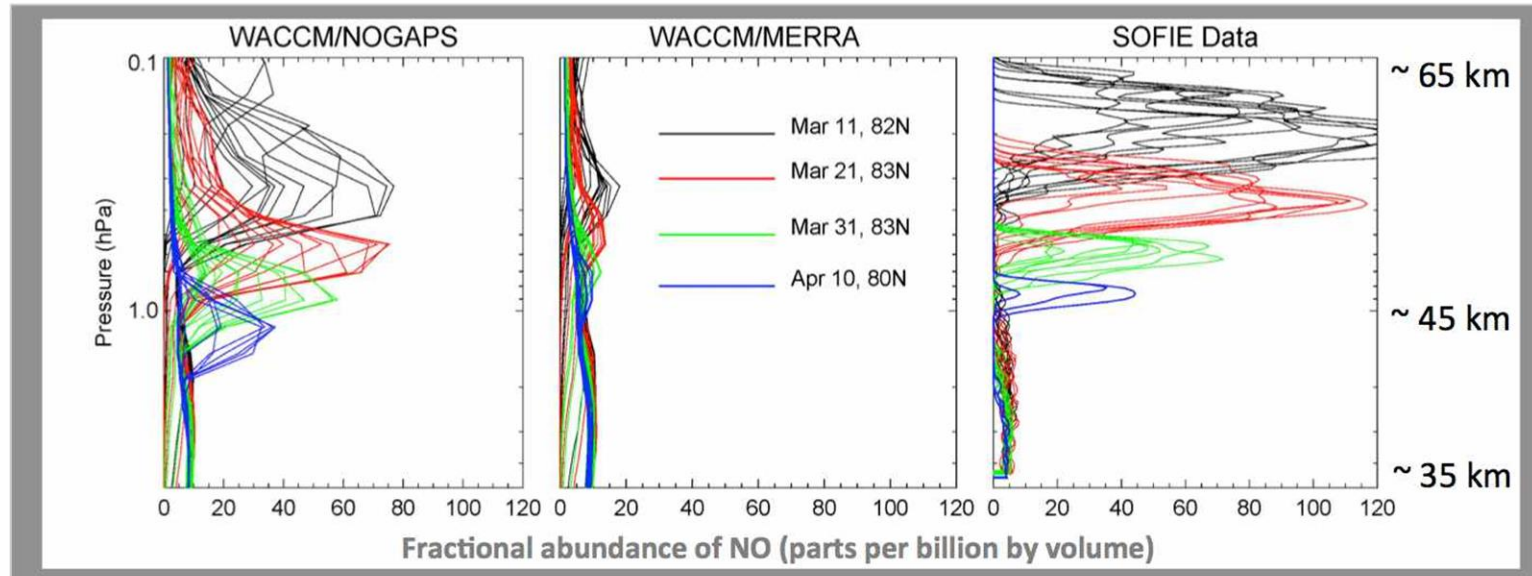 WACCM/NOGAPS
WACCM/MERRA
SOFIE Data
0.1
1.0
Pressure (hPa)
Mar 11, 82N
Mar 21, 83N
Mar 31, 83N
Apr 10, 80N
~ 65 km
~ 45 km
~ 35 km
0 20 40 60 80 100 120
0 20 40 60 80 100 120
0 20 40 60 80 100 120
Fractional abundance of NO (parts per billion by volume)